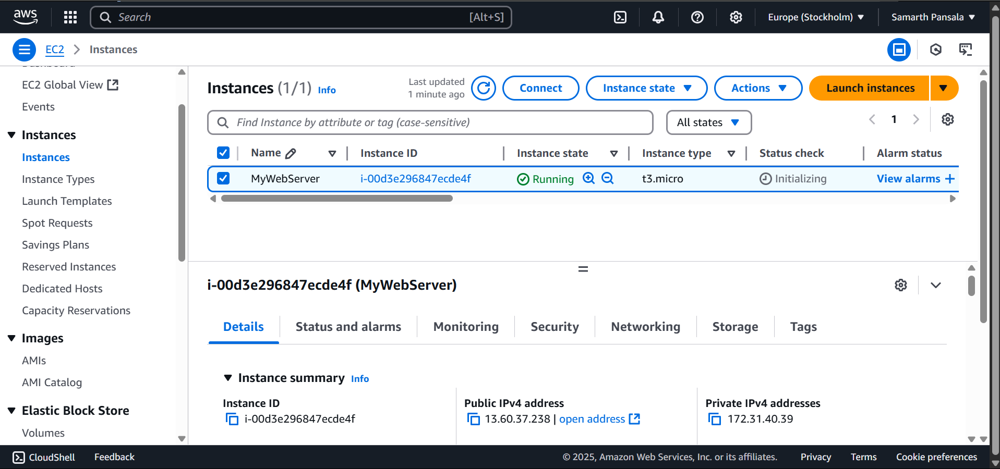 aws
Search [Alt+S]
Europe (Stockholm)
Samarth Pansala
EC2 Instances
Dashboard
EC2 Global View
Events
Instances
Instances
Instance Types
Launch Templates
Spot Requests
Savings Plans
Reserved Instances
Dedicated Hosts
Capacity Reservations
Images
AMIs
AMI Catalog
Elastic Block Store
Volumes
Instances (1/1) Info
Last updated
1 minute ago
Connect
Instance state
Actions
Launch instances
Find Instance by attribute or tag (case-sensitive)
All states
1
Name Instance ID Instance state Instance type Status check Alarm status
MyWebServer i-00d3e296847ecde4f Running t3.micro Initializing View alarms +
i-00d3e296847ecde4f (MyWebServer)
Details Status and alarms Monitoring Security Networking Storage Tags
Instance summary Info
Instance ID
i-00d3e296847ecde4f
Public IPv4 address
13.60.37.238 | open address
Private IPv4 addresses
172.31.40.39
CloudShell Feedback
© 2025, Amazon Web Services, Inc. or its affiliates. Privacy Terms Cookie preferences